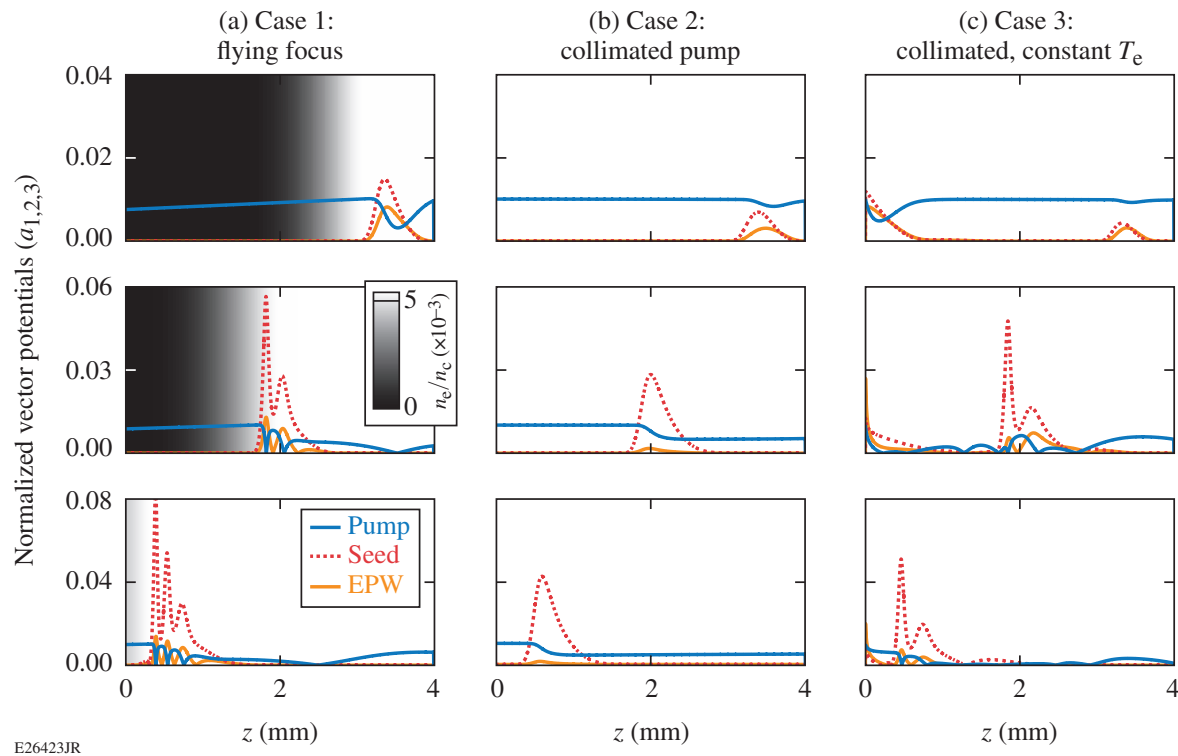 (a) Case 1:
flying focus
(b) Case 2:
collimated pump
(c) Case 3:
collimated, constant Te
Normalized vector potentials (a1,2,3)
0.04
0.02
0.00
0.06
0.03
0.00
5
0
ne/nc (×10–3)
0.08
0.04
0.00
Pump
Seed
EPW
0 2 4
0 2 4
0 2 4
z (mm)
z (mm)
z (mm)
E26423JR